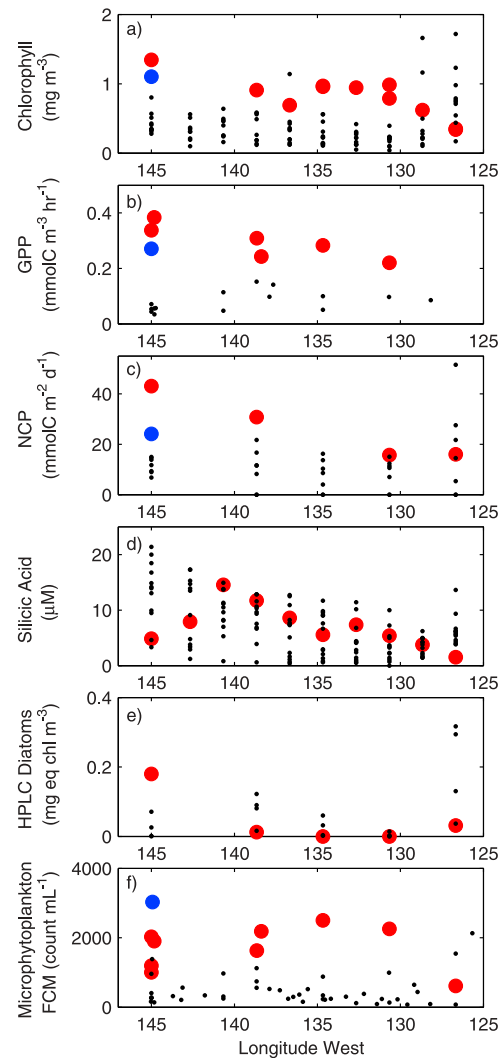 a)
Chlorophyll
(mg m⁻³)
2
1
0
145 140 135 130 125
b)
GPP
(mmolC m⁻³ hr⁻¹)
0.4
0.2
0
145 140 135 130 125
c)
NCP
(mmolC m⁻² d⁻¹)
40
20
0
145 140 135 130 125
d)
Silicic Acid
(μM)
20
10
0
145 140 135 130 125
e)
HPLC Diatoms
(mg eq chl m⁻³)
0.4
0.2
0
145 140 135 130 125
f)
Microphytoplankton
FCM (count mL⁻¹)
4000
2000
0
145 140 135 130 125
Longitude West